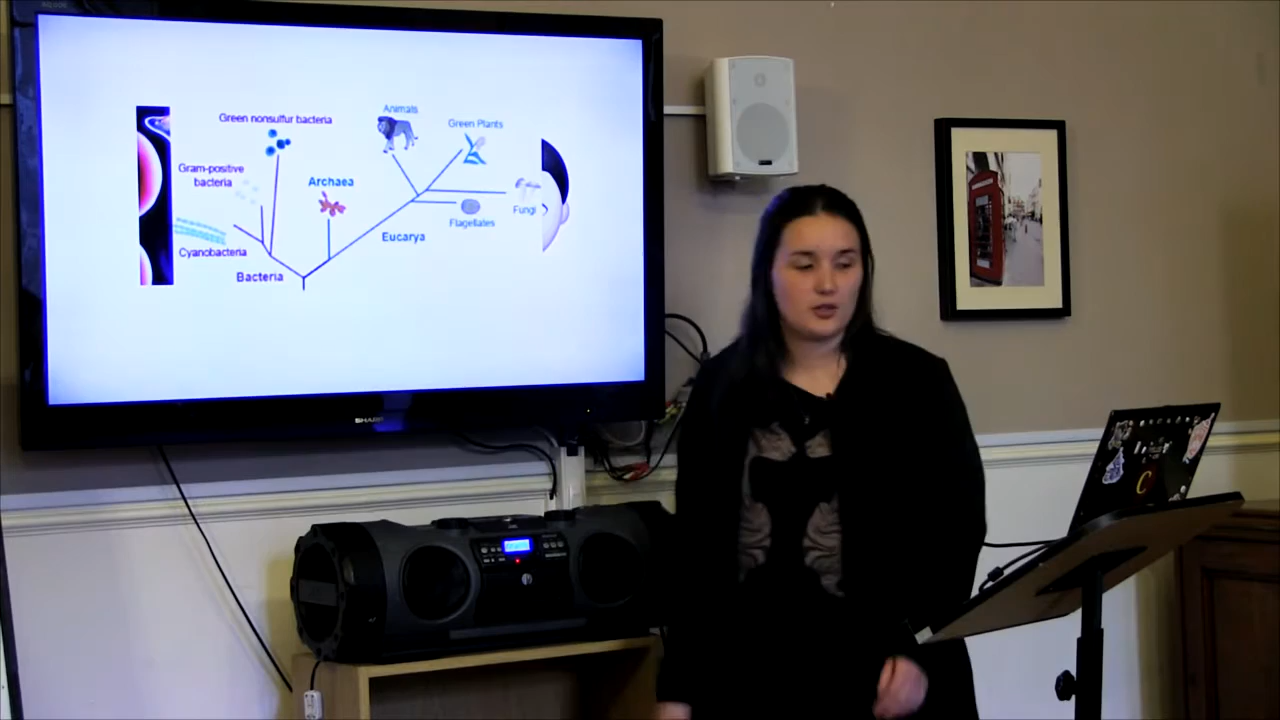 Animals
Green nonsulfur bacteria
Green Plants
Gram-positive
bacteria
Archaea
Fungi
Flagellates
Eucarya
Cyanobacteria
Bacteria
SHARP